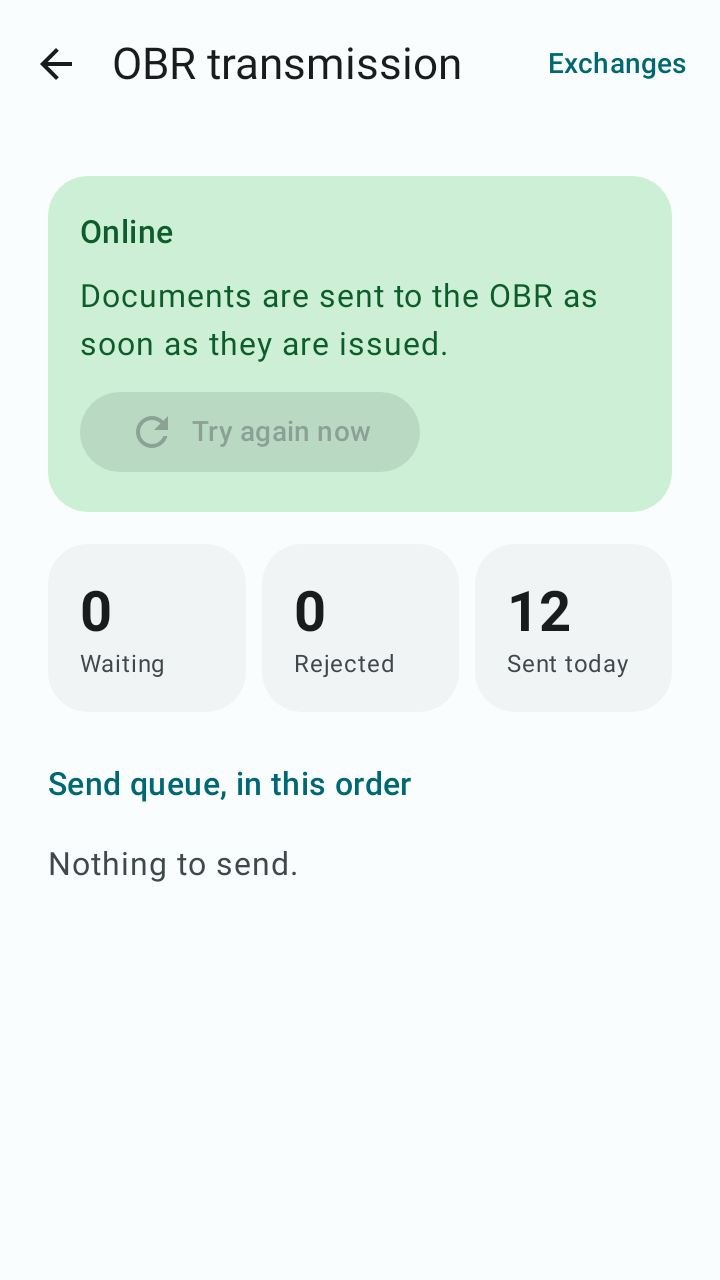 OBR transmission
Exchanges
Online
Documents are sent to the OBR as
soon as they are issued.
Try again now
0
Waiting
0
Rejected
12
Sent today
Send queue, in this order
Nothing to send.